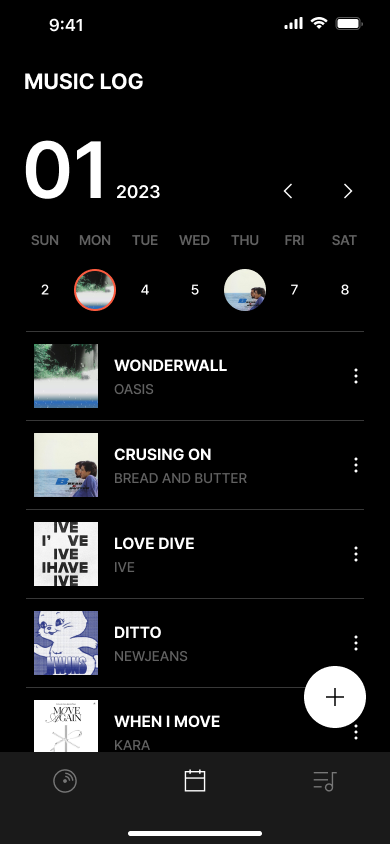 9:41
MUSIC LOG
01 2023
SUN MON TUE WED THU FRI SAT
2 4 5 7 8
WONDERWALL
OASIS
CRUSING ON
BREAD AND BUTTER
IVE
I' VE
IVE
IHAVE
IVE
LOVE DIVE
IVE
DITTO
NEWJEANS
MOVE
AGAIN
WHEN I MOVE
KARA